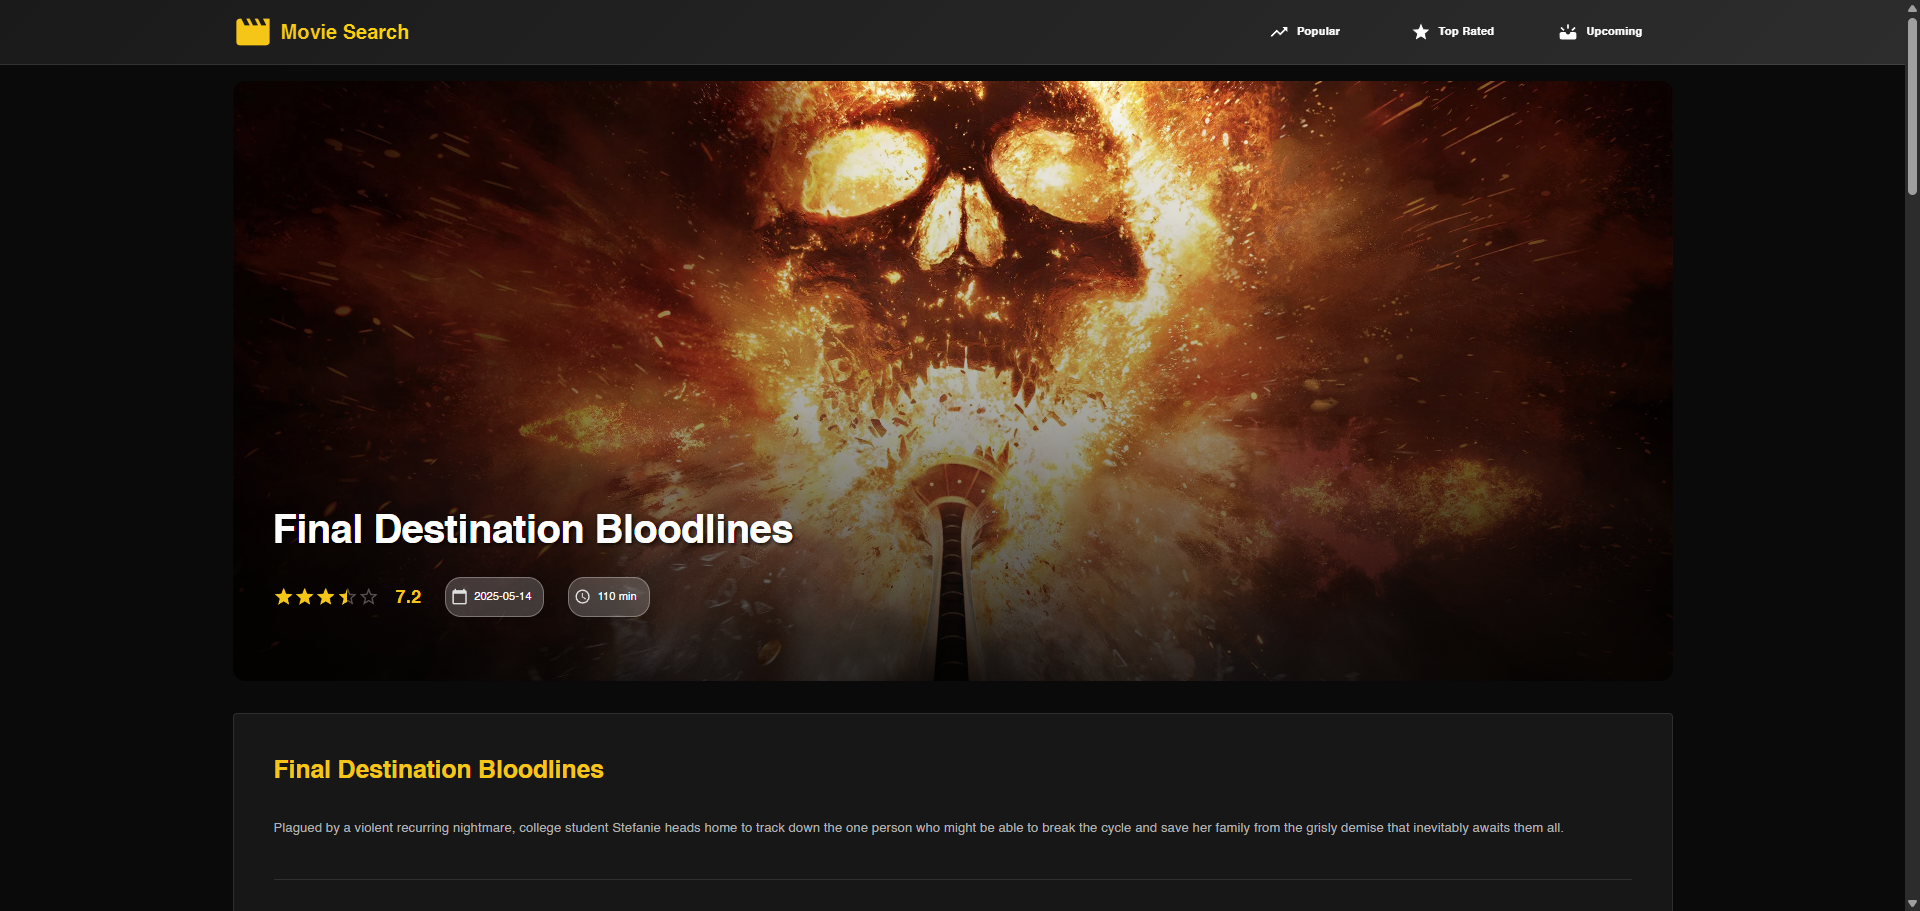 Movie Search
Popular
Top Rated
Upcoming
Final Destination Bloodlines
7.2
2025-05-14
110 min
Final Destination Bloodlines
Plagued by a violent recurring nightmare, college student Stefanie heads home to track down the one person who might be able to break the cycle and save her family from the grisly demise that inevitably awaits them all.